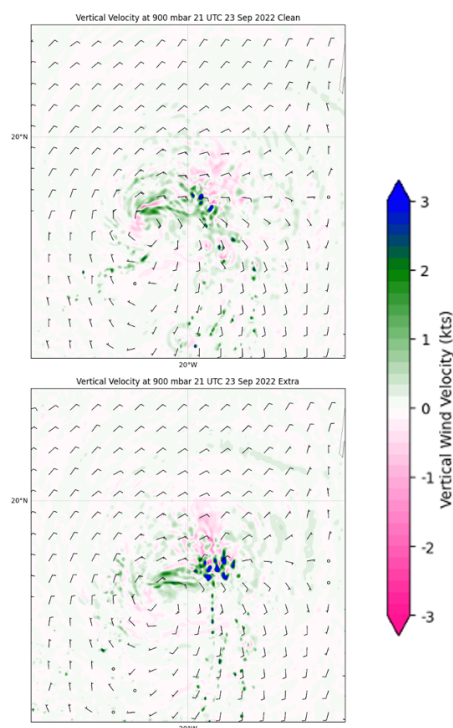 Vertical Velocity at 900 mbar 21 UTC 23 Sep 2022 Clean
20°N
20°W
Vertical Velocity at 900 mbar 21 UTC 23 Sep 2022 Extra
20°N
20°W
3
2
1
0
-1
-2
-3
Vertical Wind Velocity (kts)